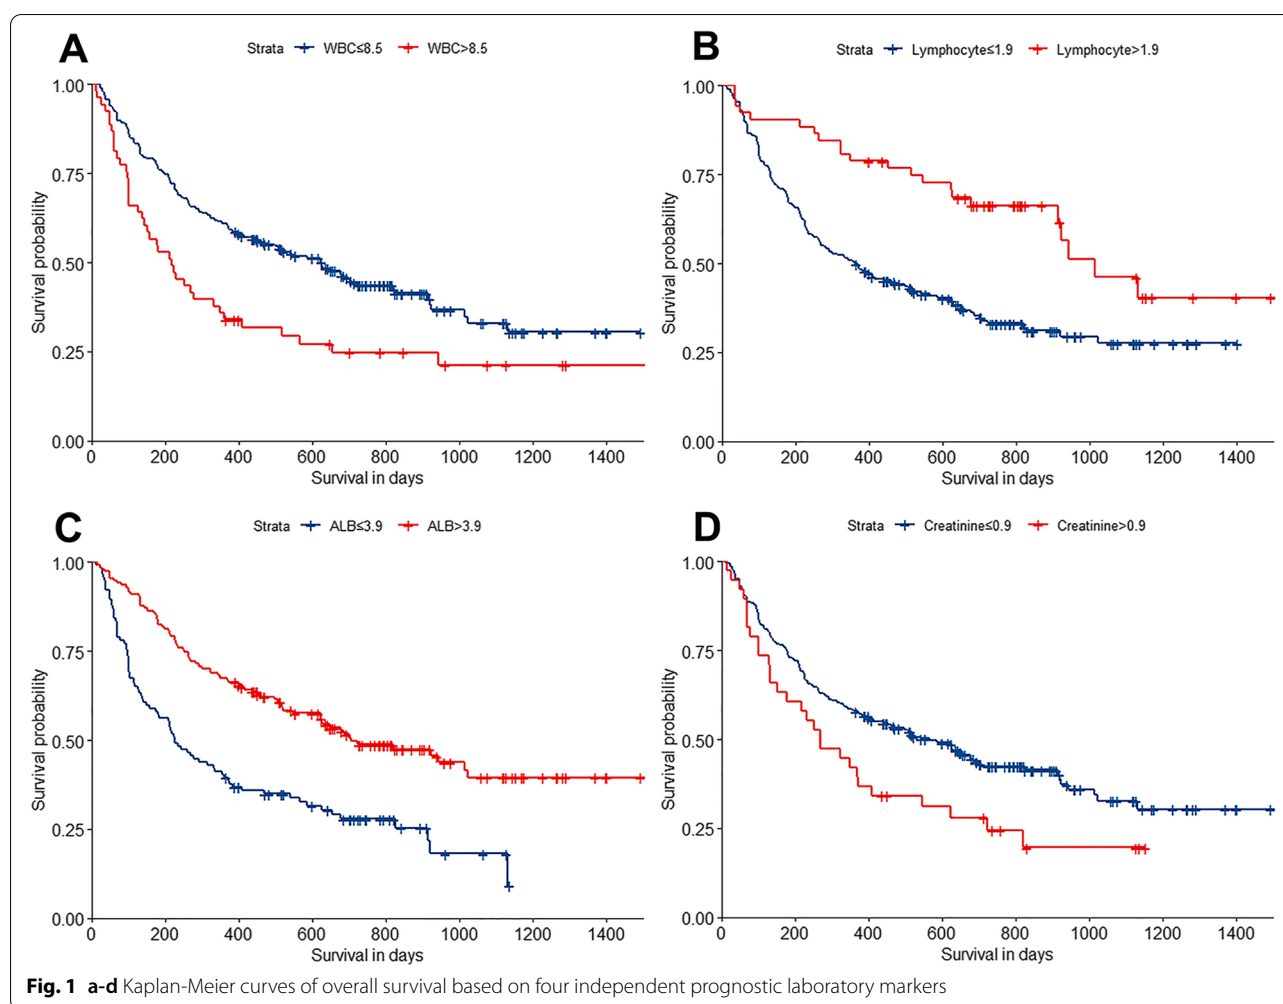 A
Strata WBC≤8.5 WBC>8.5
Survival probability
1.00
0.75
0.50
0.25
0.00
0 200 400 600 800 1000 1200 1400
Survival in days
B
Strata Lymphocyte≤1.9 Lymphocyte>1.9
Survival probability
1.00
0.75
0.50
0.25
0.00
0 200 400 600 800 1000 1200 1400
Survival in days
C
Strata ALB≤3.9 ALB>3.9
Survival probability
1.00
0.75
0.50
0.25
0.00
0 200 400 600 800 1000 1200 1400
Survival in days
D
Strata Creatinine≤0.9 Creatinine>0.9
Survival probability
1.00
0.75
0.50
0.25
0.00
0 200 400 600 800 1000 1200 1400
Survival in days
Fig. 1 a-d Kaplan-Meier curves of overall survival based on four independent prognostic laboratory markers